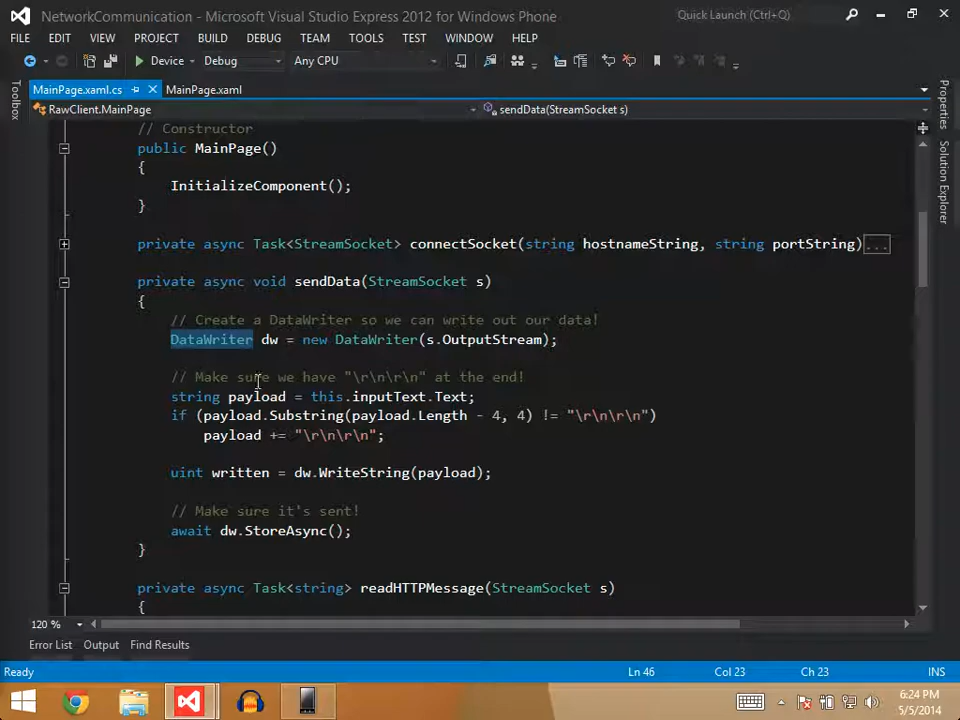 NetworkCommunication - Microsoft Visual Studio Express 2012 for Windows Phone
Quick Launch (Ctrl+Q)
FILE EDIT VIEW PROJECT BUILD DEBUG TEAM TOOLS TEST WINDOW HELP
Device Debug Any CPU
MainPage.xaml.cs MainPage.xaml
RawClient.MainPage sendData(StreamSocket s)
Toolbox
Properties
Solution Explorer
// Constructor
public MainPage()
{
InitializeComponent();
}
private async Task<StreamSocket> connectSocket(string hostnameString, string portString)...
private async void sendData(StreamSocket s)
{
// Create a DataWriter so we can write out our data!
DataWriter dw = new DataWriter(s.OutputStream);
// Make sure we have "\r\n\r\n" at the end!
string payload = this.inputText.Text;
if (payload.Substring(payload.Length - 4, 4) != "\r\n\r\n")
payload += "\r\n\r\n";
uint written = dw.WriteString(payload);
// Make sure it's sent!
await dw.StoreAsync();
}
private async Task<string> readHTTPMessage(StreamSocket s)
{
120 %
Error List Output Find Results
Ready Ln 46 Col 23 Ch 23 INS
6:24 PM
5/5/2014